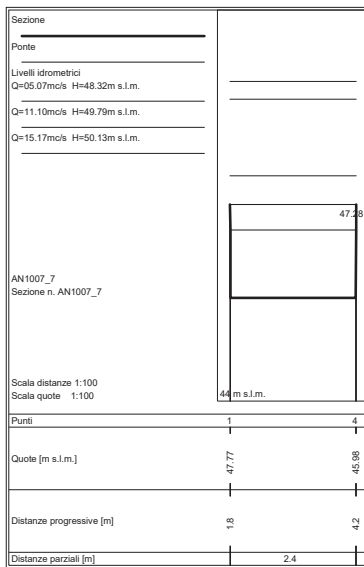 Sezione
Ponte
Livelli idrometrici
Q=05.07mc/s H=48.32m s.l.m.
Q=11.10mc/s H=49.79m s.l.m.
Q=15.17mc/s H=50.13m s.l.m.
47.28
AN1007_7
Sezione n. AN1007_7
Scala distanze 1:100
Scala quote 1:100
44 m s.l.m.
Punti 1 4
Quote [m s.l.m.] 47.77 45.98
Distanze progressive [m] 1.8 4.2
Distanze parziali [m] 2.4